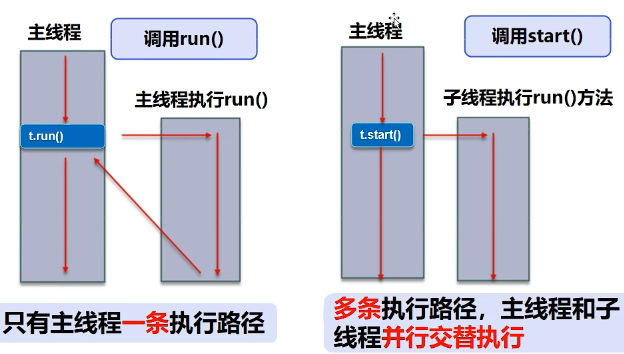 主线程
调用run()
主线程执行run()
t.run()
只有主线程一条执行路径
主线程
调用start()
子线程执行run()方法
t.start()
多条执行路径，主线程和子
线程并行交替执行